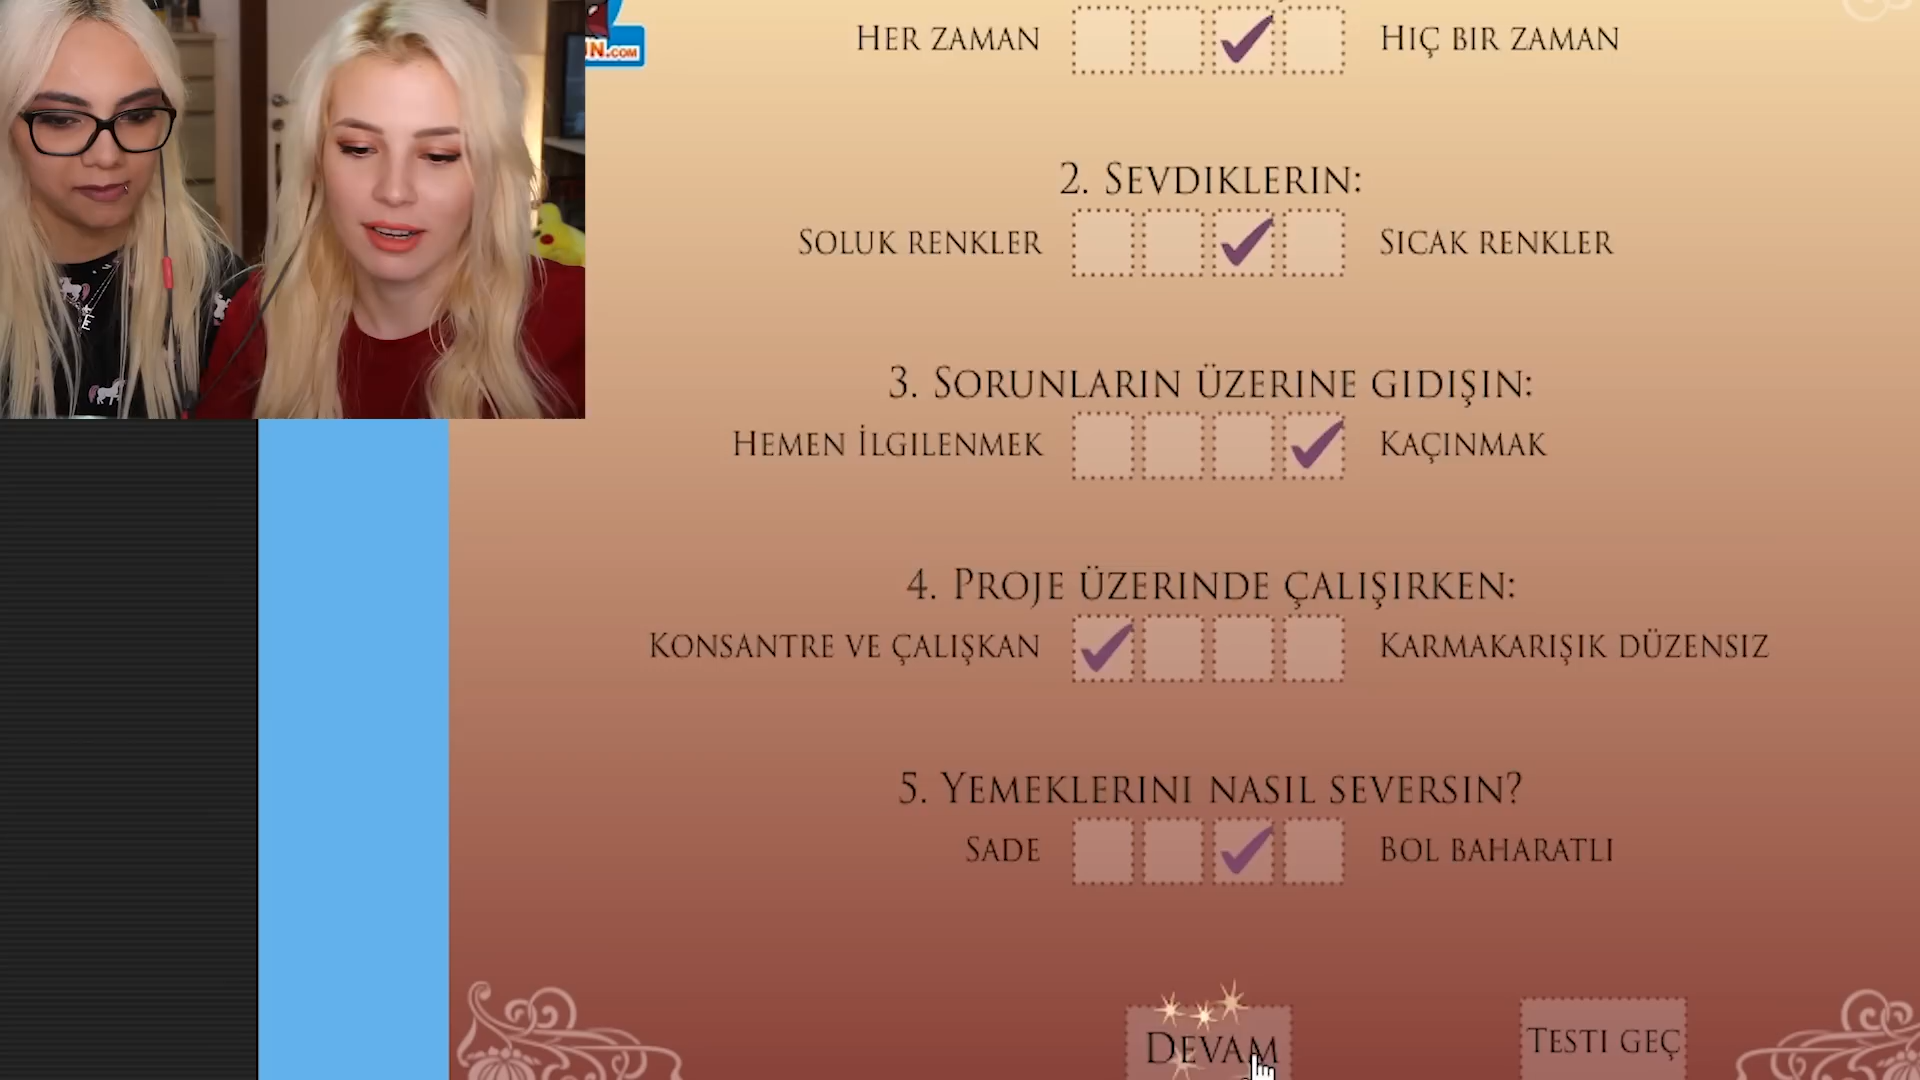 N.COM
HER ZAMAN HIÇ BIR ZAMAN
2. SEVDIKLERIN:
SOLUK RENKLER SICAK RENKLER
3. SORUNLARIN ÜZERINE GIDIŞIN:
HEMEN İLGILENMEK KAÇINMAK
4. PROJE ÜZERINDE ÇALIŞIRKEN:
KONSANTRE VE ÇALIŞKAN KARMAKARIŞIK DÜZENSIZ
5. YEMEKLERINI NASIL SEVERSIN?
SADE BOL BAHARATLI
DEVAM TESTI GEÇ